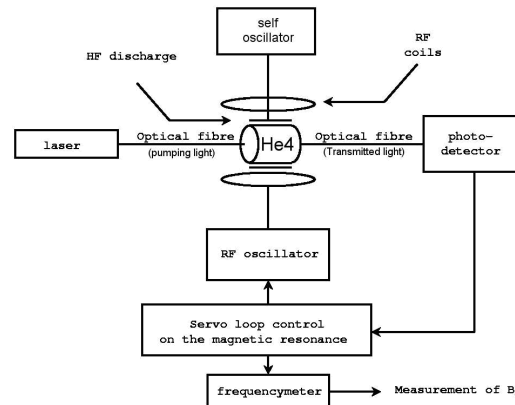 self
oscillator
HF discharge
RF
coils
laser
Optical fibre
(pumping light)
He4
Optical fibre
(Transmitted light)
photo-
detector
RF oscillator
Servo loop control
on the magnetic resonance
frequencymeter
Measurement of B